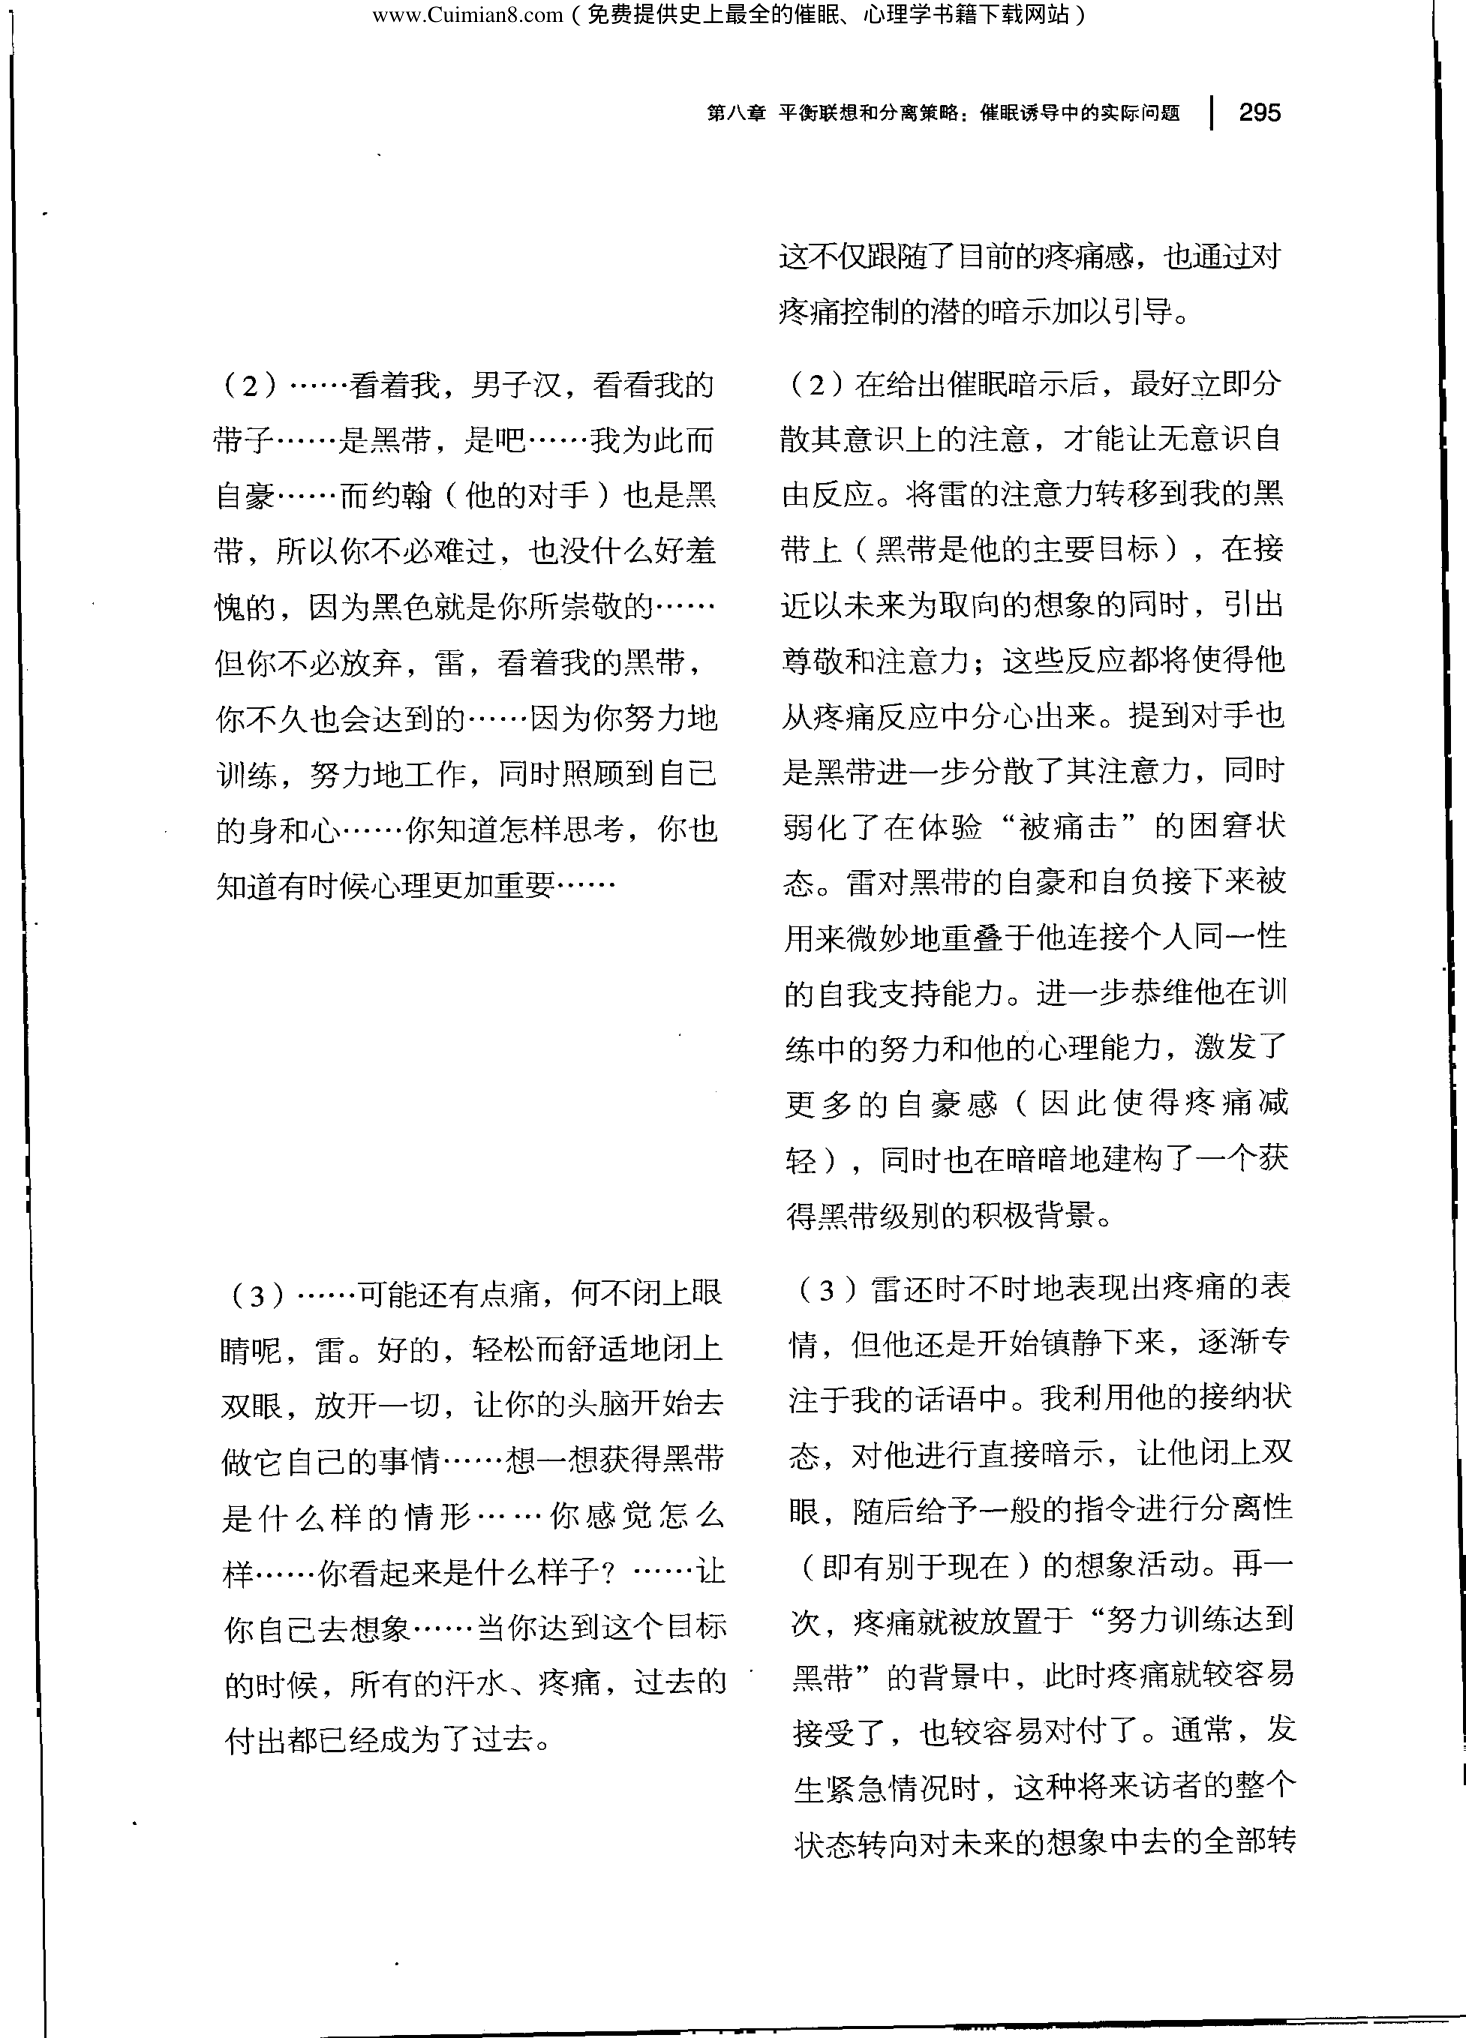 www.Cuimian8.com（免费提供史上最全的催眠、心理学书籍下载网站）
第八章 平衡联想和分离策略：催眠诱导中的实际问题 | 295
这不仅跟随了目前的疼痛感，也通过对
疼痛控制的潜的暗示加以引导。
（2）……看着我，男子汉，看看我的
带子……是黑带，是吧……我为此而
自豪……而约翰（他的对手）也是黑
带，所以你不必难过，也没什么好羞
愧的，因为黑色就是你所崇敬的……
但你不必放弃，雷，看着我的黑带，
你不久也会达到的……因为你努力地
训练，努力地工作，同时照顾到自己
的身和心……你知道怎样思考，你也
知道有时候心理更加重要……
（2）在给出催眠暗示后，最好立即分
散其意识上的注意，才能让无意识自
由反应。将雷的注意力转移到我的黑
带上（黑带是他的主要目标），在接
近以未来为取向的想象的同时，引出
尊敬和注意力；这些反应都将使得他
从疼痛反应中分心出来。提到对手也
是黑带进一步分散了其注意力，同时
弱化了在体验“被痛击”的困窘状
态。雷对黑带的自豪和自负接下来被
用来微妙地重叠于他连接个人同一性
的自我支持能力。进一步恭维他在训
练中的努力和他的心理能力，激发了
更多的自豪感（因此使得疼痛减
轻），同时也在暗暗地建构了一个获
得黑带级别的积极背景。
（3）……可能还有点痛，何不闭上眼
睛呢，雷。好的，轻松而舒适地闭上
双眼，放开一切，让你的头脑开始去
做它自己的事情……想一想获得黑带
是什么样的情形……你感觉怎么
样……你看起来是什么样子？……让
你自己去想象……当你达到这个目标
的时候，所有的汗水、疼痛，过去的
付出都已经成为了过去。
（3）雷还时不时地表现出疼痛的表
情，但他还是开始镇静下来，逐渐专
注于我的话语中。我利用他的接纳状
态，对他进行直接暗示，让他闭上双
眼，随后给予一般的指令进行分离性
（即有别于现在）的想象活动。再一
次，疼痛就被放置于“努力训练达到
黑带”的背景中，此时疼痛就较容易
接受了，也较容易对付了。通常，发
生紧急情况时，这种将来访者的整个
状态转向对未来的想象中去的全部转